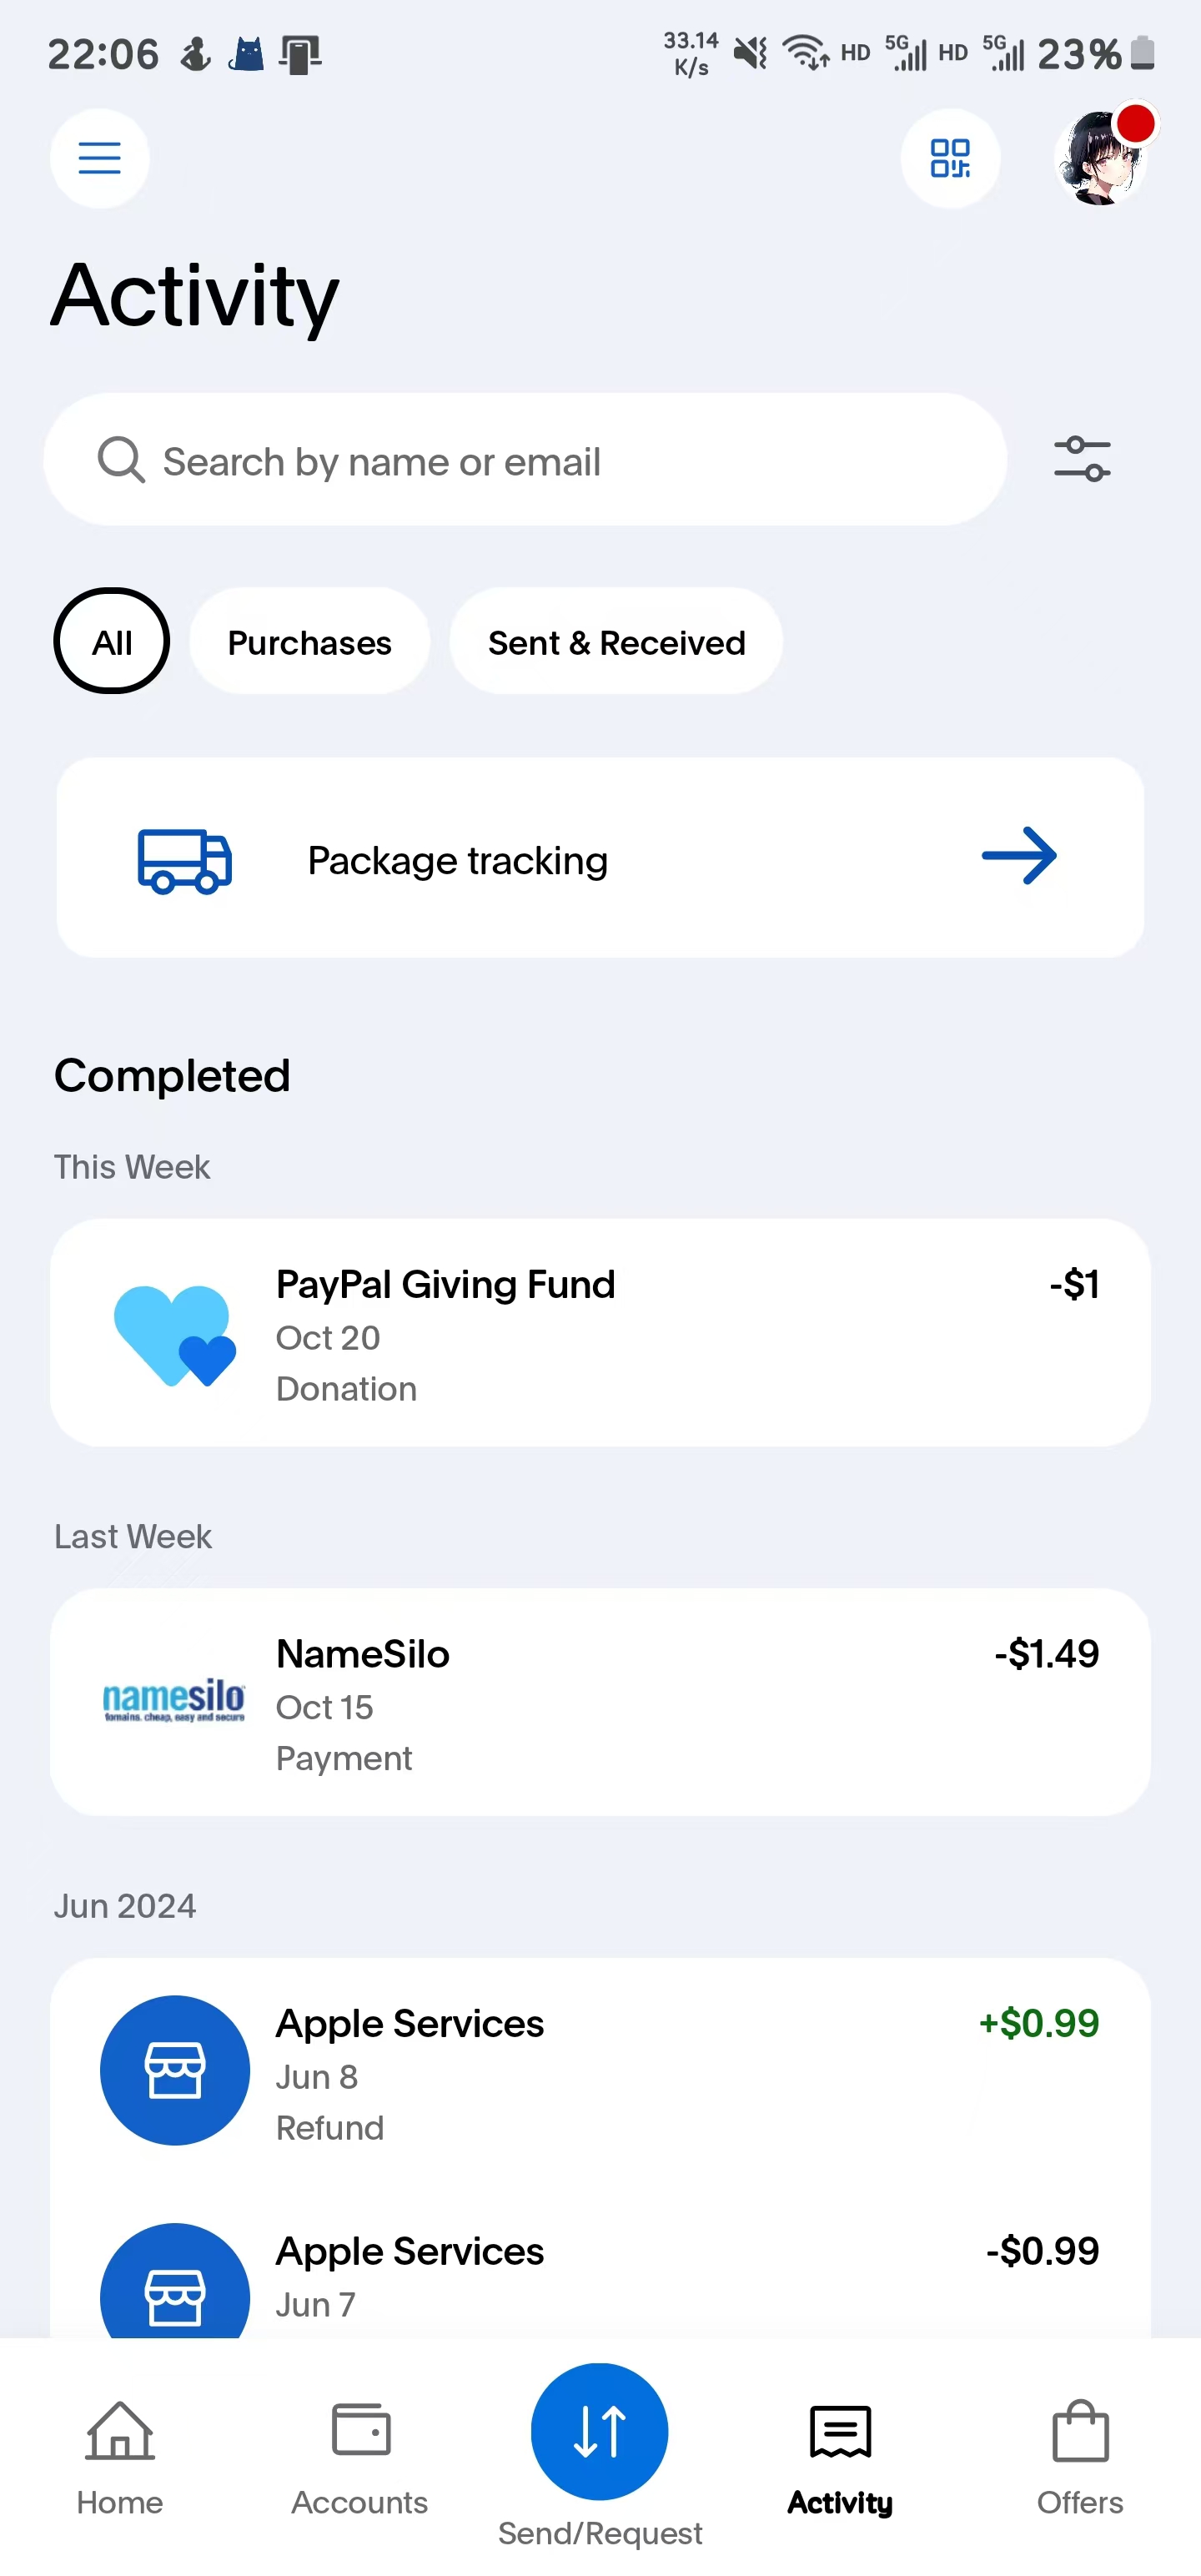 22:06
33.14
K/s
HD
5G
HD
5G
23%
Activity
Search by name or email
All
Purchases
Sent & Received
Package tracking
Completed
This Week
PayPal Giving Fund
-$1
Oct 20
Donation
Last Week
NameSilo
-$1.49
namesilo
domains. cheap, easy and secure
Oct 15
Payment
Jun 2024
Apple Services
+$0.99
Jun 8
Refund
Apple Services
-$0.99
Jun 7
Home
Accounts
Send/Request
Activity
Offers